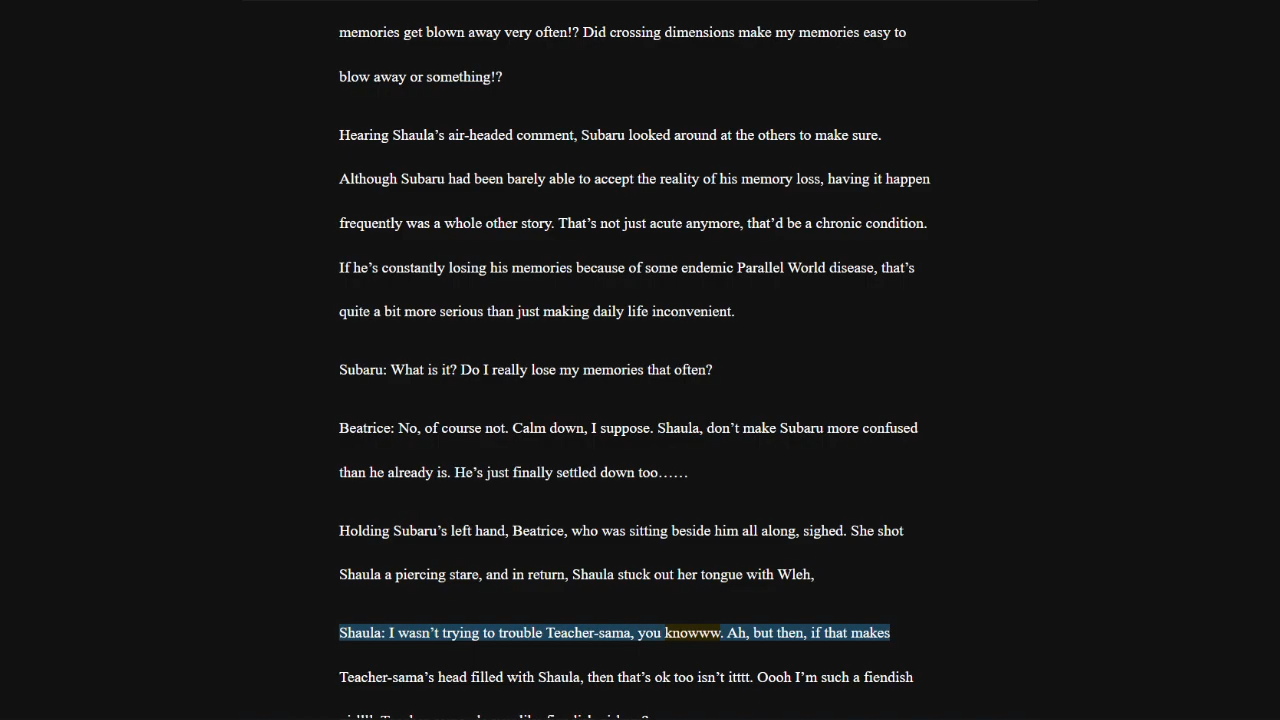 memories get blown away very often!? Did crossing dimensions make my memories easy to
blow away or something!?
Hearing Shaula’s air-headed comment, Subaru looked around at the others to make sure.
Although Subaru had been barely able to accept the reality of his memory loss, having it happen
frequently was a whole other story. That’s not just acute anymore, that’d be a chronic condition.
If he’s constantly losing his memories because of some endemic Parallel World disease, that’s
quite a bit more serious than just making daily life inconvenient.
Subaru: What is it? Do I really lose my memories that often?
Beatrice: No, of course not. Calm down, I suppose. Shaula, don’t make Subaru more confused
than he already is. He’s just finally settled down too……
Holding Subaru’s left hand, Beatrice, who was sitting beside him all along, sighed. She shot
Shaula a piercing stare, and in return, Shaula stuck out her tongue with Wleh,
Shaula: I wasn’t trying to trouble Teacher-sama, you knowww. Ah, but then, if that makes
Teacher-sama’s head filled with Shaula, then that’s ok too isn’t itttt. Oooh I’m such a fiendish